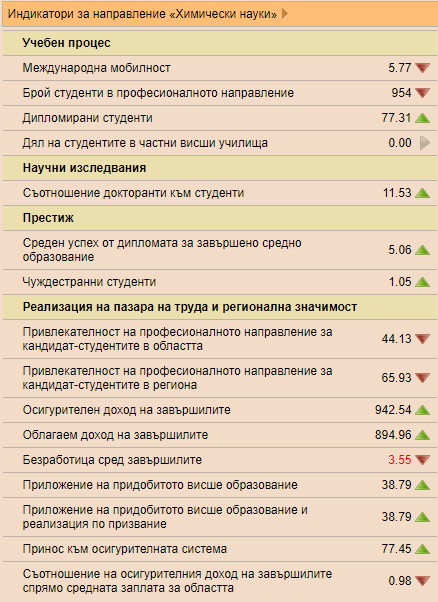 Индикатори за направление «Химически науки»
Учебен процес
Международна мобилност 5.77
Брой студенти в професионалното направление 954
Дипломирани студенти 77.31
Дял на студентите в частни висши училища 0.00
Научни изследвания
Съотношение докторанти към студенти 11.53
Престиж
Среден успех от дипломата за завършено средно
образование 5.06
Чуждестранни студенти 1.05
Реализация на пазара на труда и регионална значимост
Привлекателност на професионалното направление за
кандидат-студентите в областта 44.13
Привлекателност на професионалното направление за
кандидат-студентите в региона 65.93
Осигурителен доход на завършилите 942.54
Облагаем доход на завършилите 894.96
Безработица сред завършилите 3.55
Приложение на придобитото висше образование 38.79
Приложение на придобитото висше образование и
реализация по призвание 38.79
Принос към осигурителната система 77.45
Съотношение на осигурителния доход на завършилите
спрямо средната заплата за областта 0.98